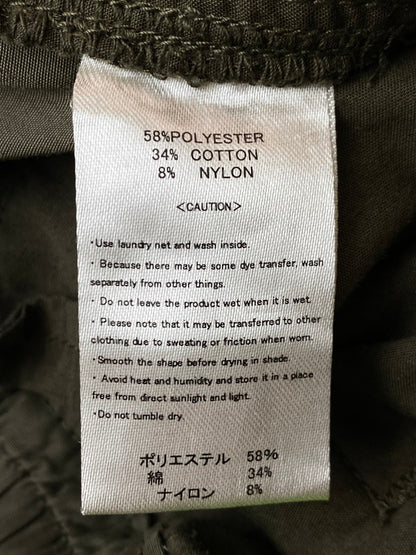 58%POLYESTER
34% COTTON
8% NYLON
<CAUTION>
・Use laundry net and wash inside.
・Because there may be some dye transfer, wash
separately from other things.
・Do not leave the product wet when it is wet.
・Please note that it may be transferred to other
clothing due to sweating or friction when worn.
・Smooth the shape before drying in shade.
・Avoid heat and humidity and store it in a place
free from direct sunlight and light.
・Do not tumble dry.
ポリエステル 58%
綿 34%
ナイロン 8%